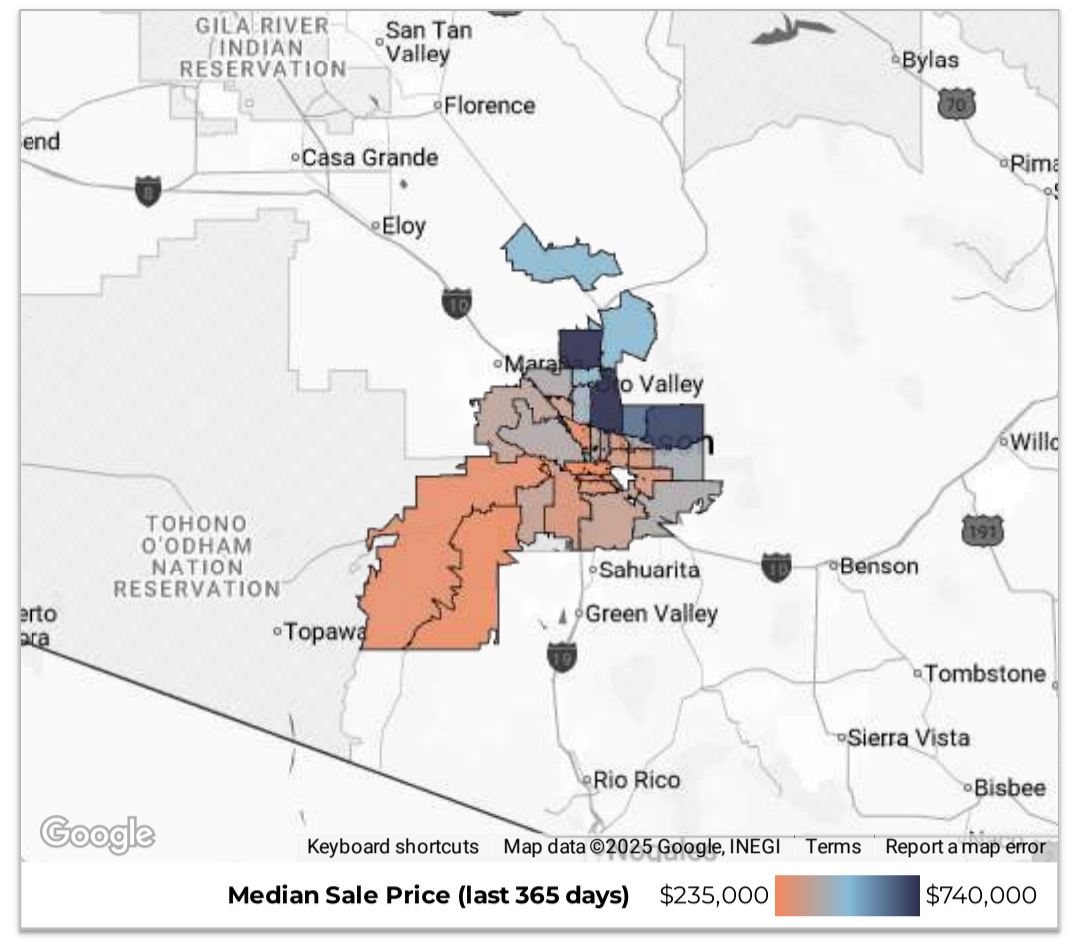 GILA RIVER
INDIAN
RESERVATION
San Tan
Valley
Bylas
70
Florence
end
Casa Grande
Pima
8
Eloy
10
Oro Valley
Willc
191
TOHONO
O'ODHAM
NATION
RESERVATION
Sahuarita
10
Benson
Green Valley
erto
ora
Topawa
19
Tombstone
Sierra Vista
Rio Rico
Bisbee
Google
Keyboard shortcuts Map data ©2025 Google, INEGI Terms Report a map error
Nogales
Median Sale Price (last 365 days) $235,000 $740,000